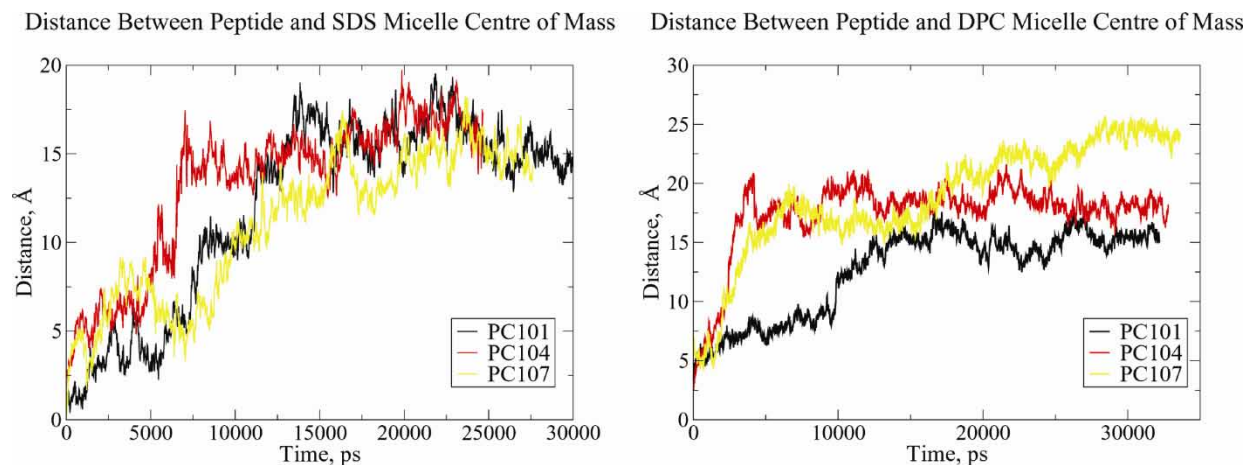 Distance Between Peptide and SDS Micelle Centre of Mass
20
15
10
5
0
Distance, Å
PC101
PC104
PC107
0 5000 10000 15000 20000 25000 30000
Time, ps
Distance Between Peptide and DPC Micelle Centre of Mass
30
25
20
15
10
5
0
Distance, Å
PC101
PC104
PC107
0 10000 20000 30000
Time, ps